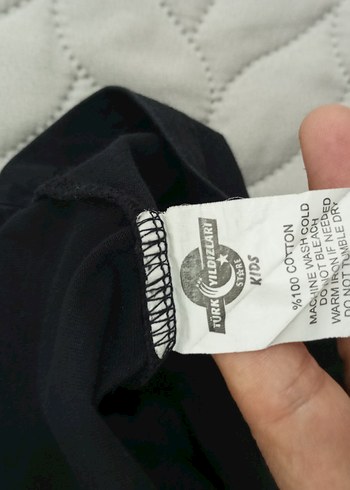 TÜRK YILDIZLARI
STORE
KIDS
%100 COTTON
MACHINE WASH COLD
DO NOT BLEACH
WARM IRON IF NEEDED
DO NOT TUMBLE DRY